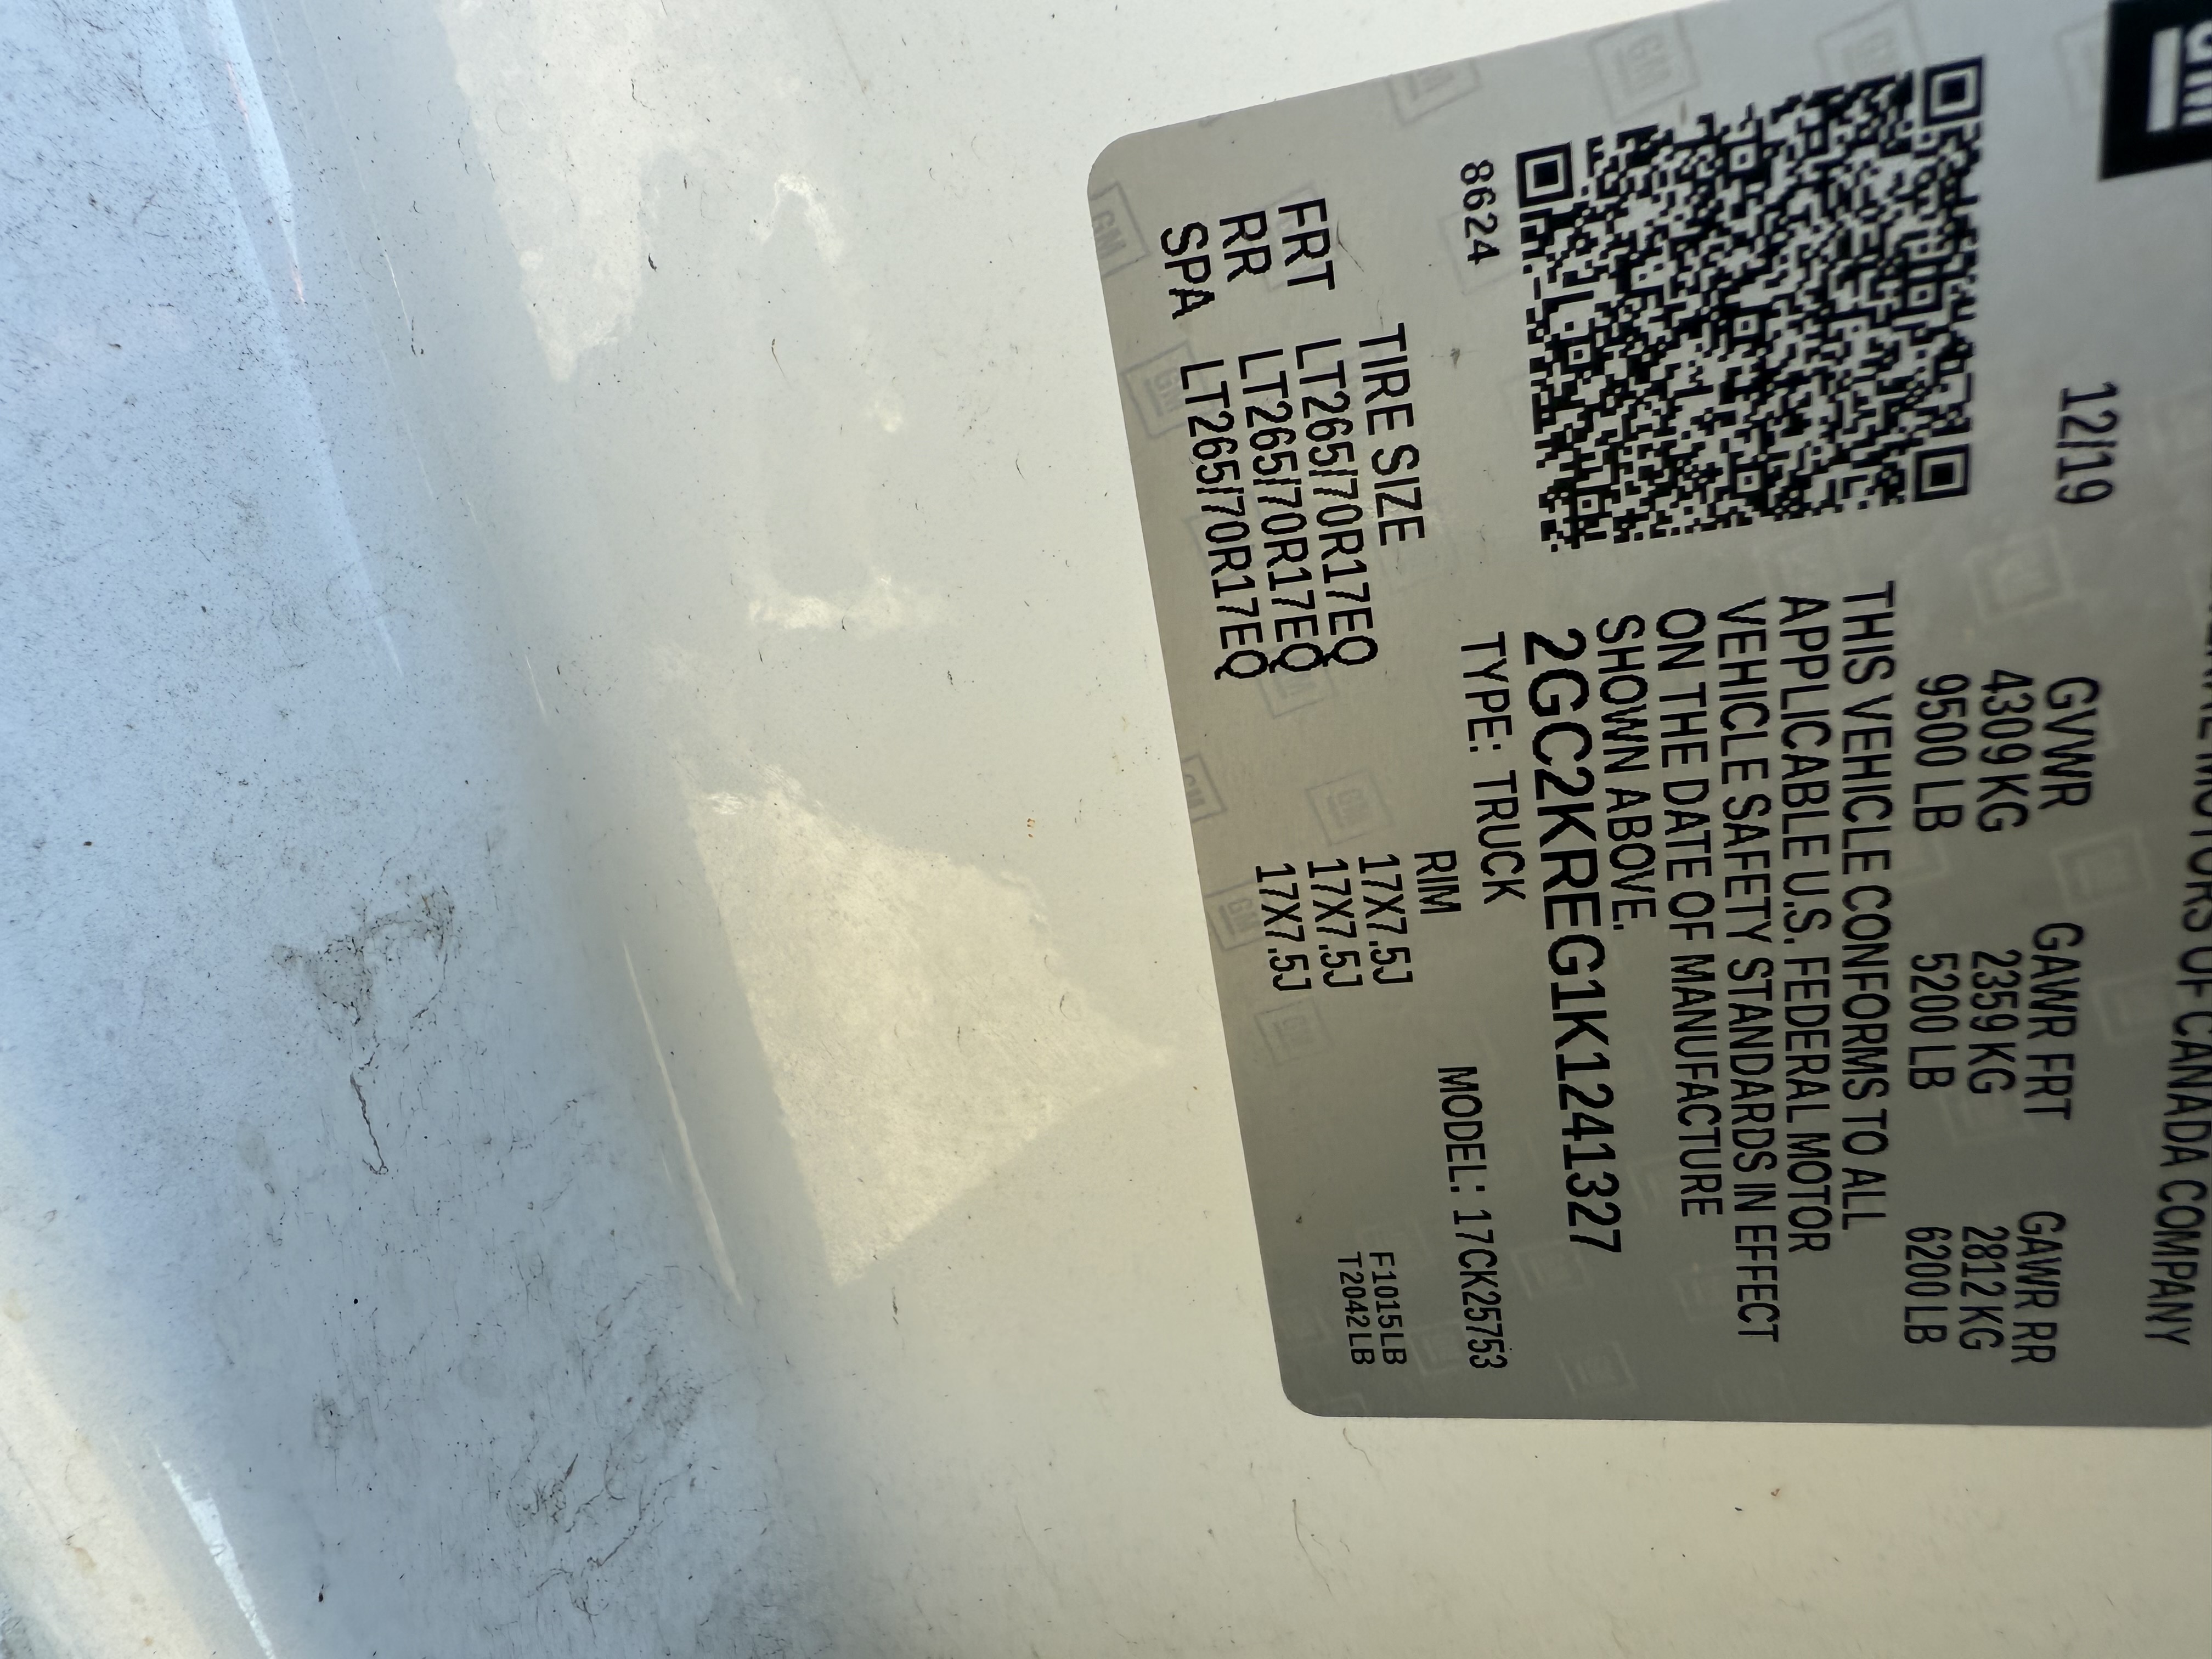 GM
MOTORS OF CANADA COMPANY
12/19
GVWR GAWR FRT GAWR RR
4309 KG 2359 KG 2812 KG
9500 LB 5200 LB 6200 LB
THIS VEHICLE CONFORMS TO ALL
APPLICABLE U.S. FEDERAL MOTOR
VEHICLE SAFETY STANDARDS IN EFFECT
ON THE DATE OF MANUFACTURE
SHOWN ABOVE.
2GC2KREG1K1241327
8624 TYPE: TRUCK MODEL: 17CK25753
TIRE SIZE RIM
FRT LT265/70R17EQ 17X7.5J F1015LB
RR LT265/70R17EQ 17X7.5J T2042LB
SPA LT265/70R17EQ 17X7.5J